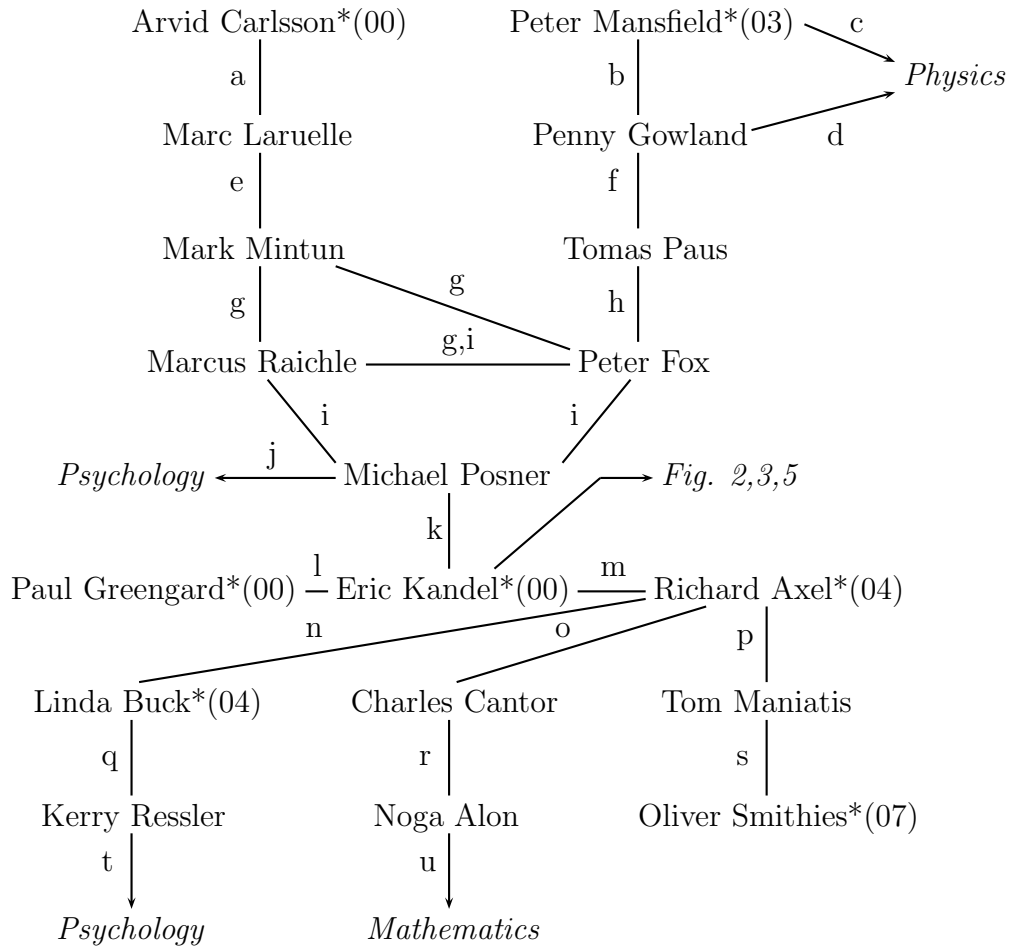 Arvid Carlsson*(00) Peter Mansfield*(03) c
a b Physics
Marc Laruelle Penny Gowland d
e f
Mark Mintun Tomas Paus
g g h
Marcus Raichle g,i Peter Fox
i i
Psychology j Michael Posner Fig. 2,3,5
k
Paul Greengard*(00) l Eric Kandel*(00) m Richard Axel*(04)
n o p
Linda Buck*(04) Charles Cantor Tom Maniatis
q r s
Kerry Ressler Noga Alon Oliver Smithies*(07)
t u
Psychology Mathematics